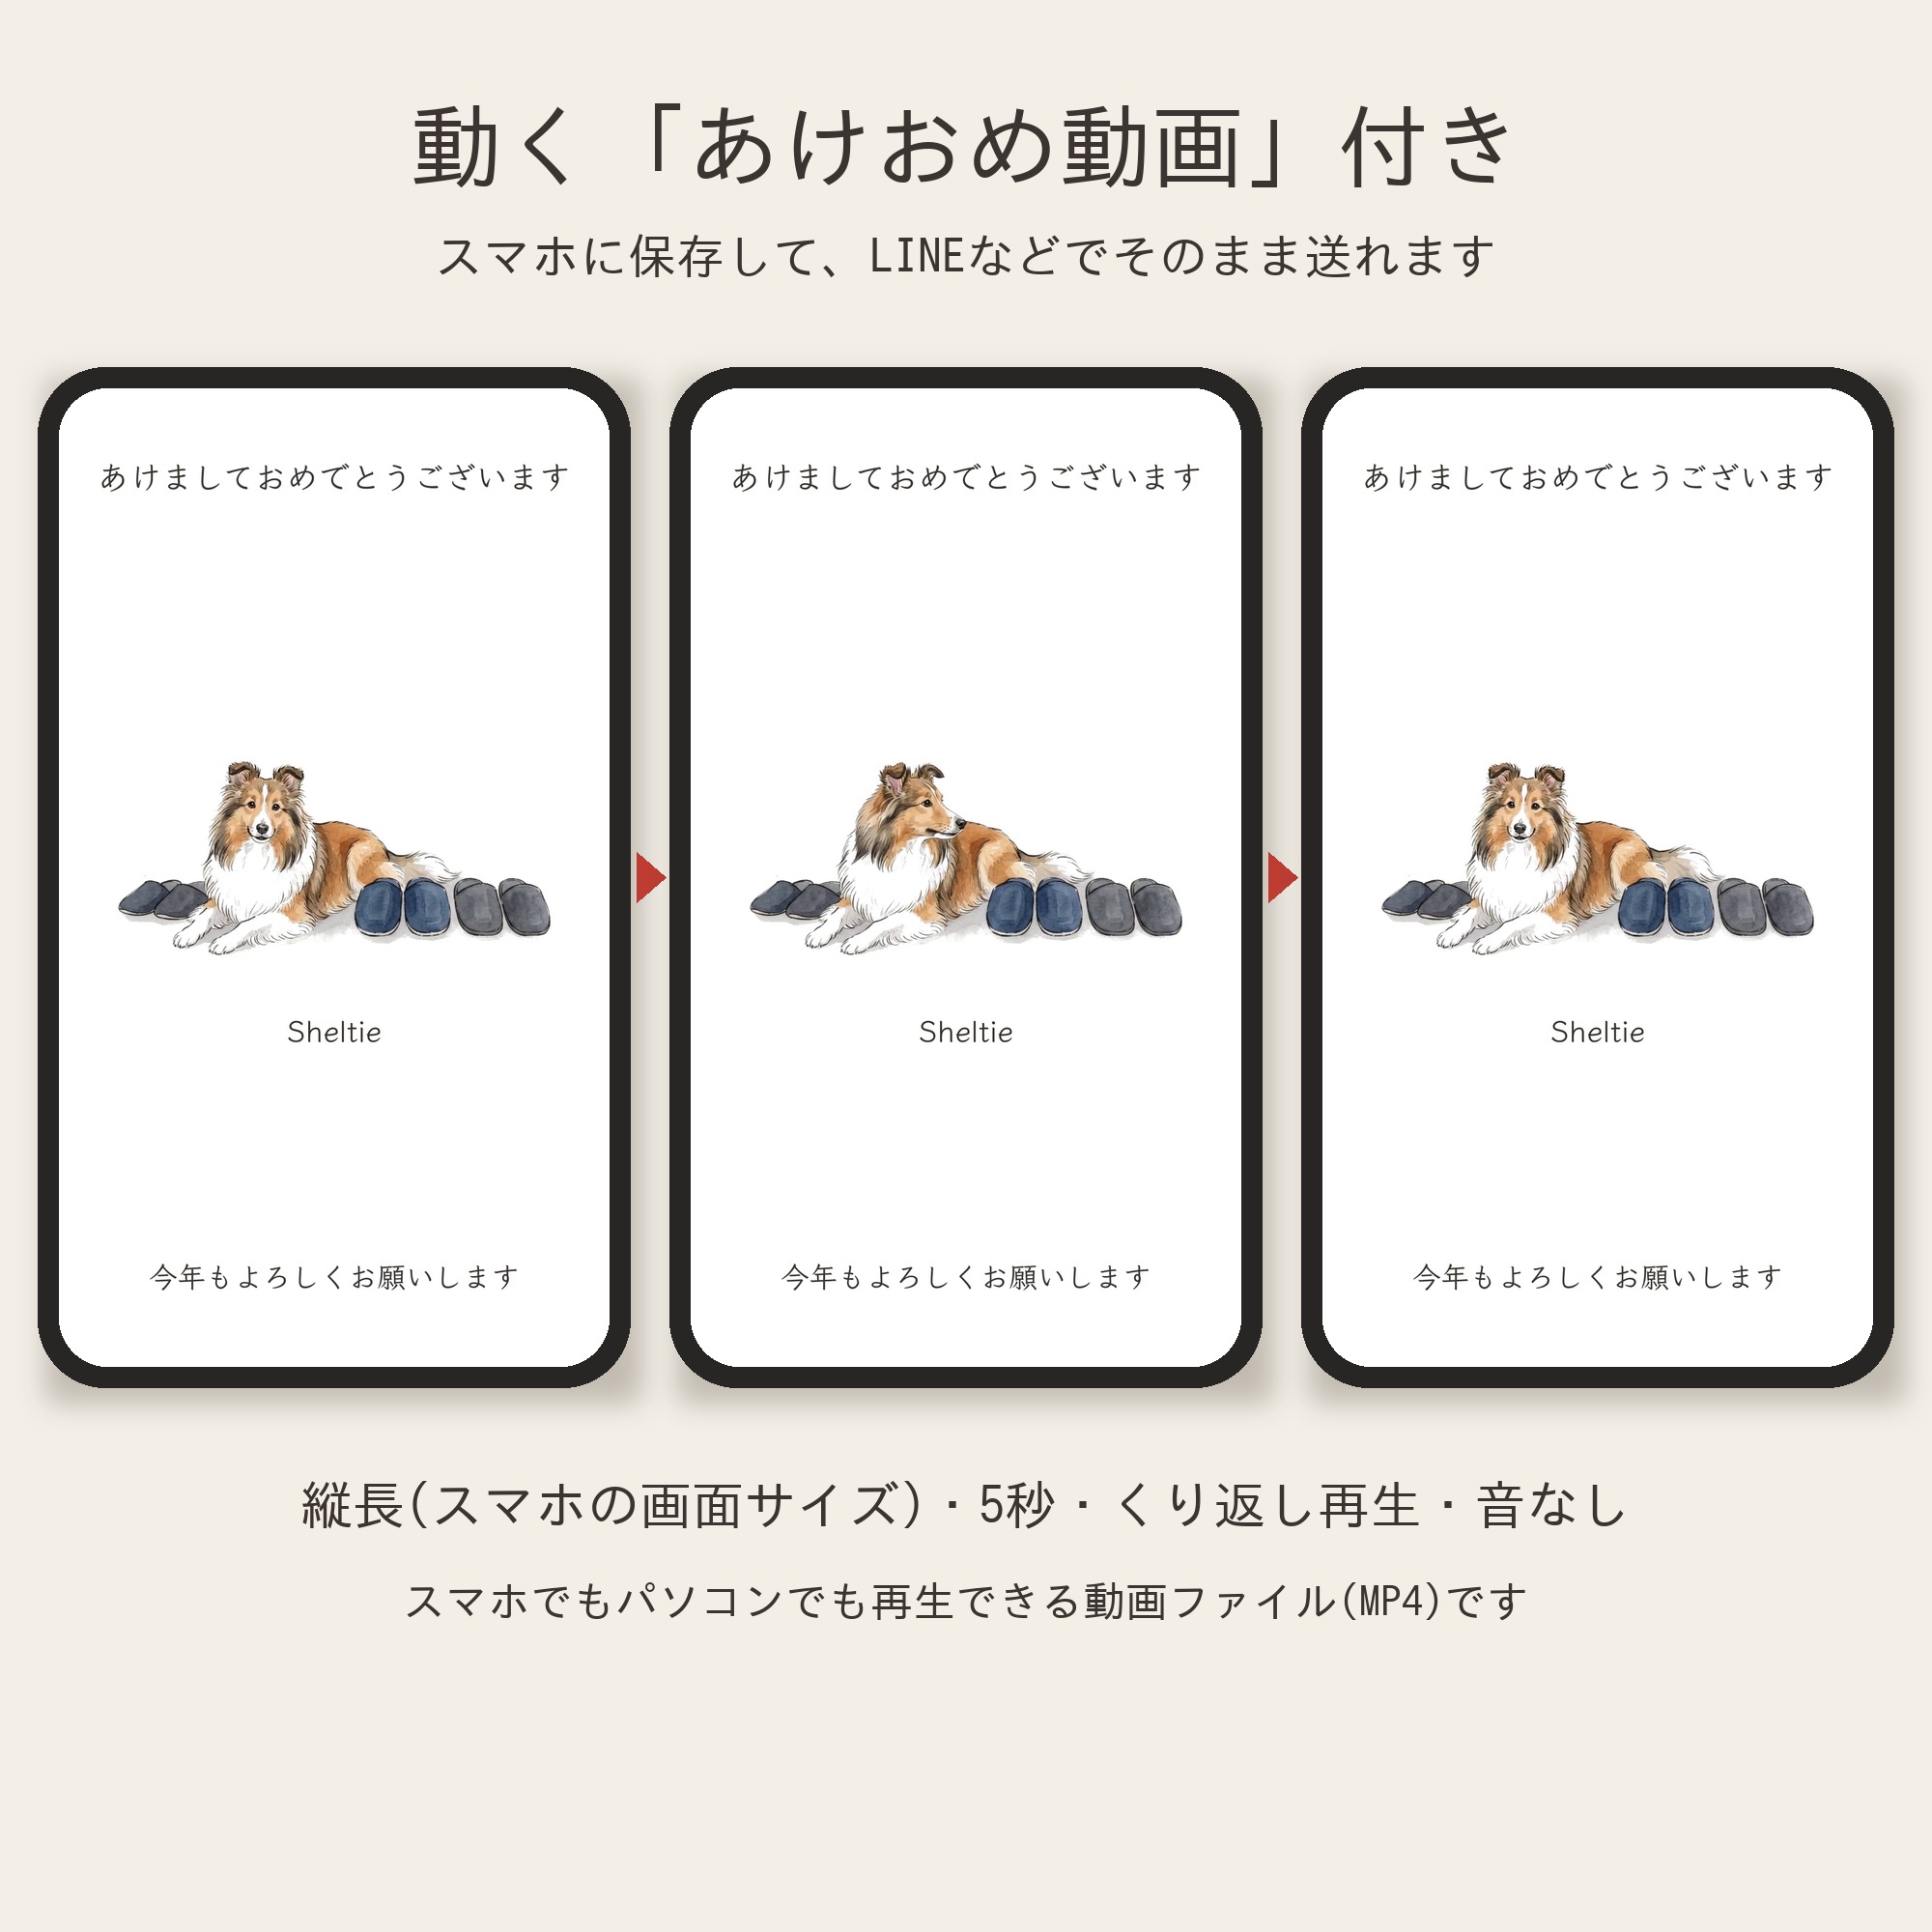 動く「あけおめ動画」付き
スマホに保存して、LINEなどでそのまま送れます
あけましておめでとうございます
Sheltie
今年もよろしくお願いします
あけましておめでとうございます
Sheltie
今年もよろしくお願いします
あけましておめでとうございます
Sheltie
今年もよろしくお願いします
縦長(スマホの画面サイズ)・5秒・くり返し再生・音なし
スマホでもパソコンでも再生できる動画ファイル(MP4)です